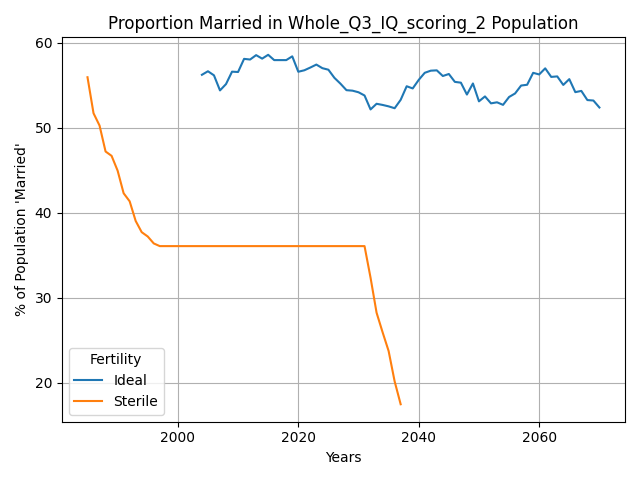 Proportion Married in Whole_Q3_IQ_scoring_2 Population
% of Population 'Married'
60
50
40
30
20
Fertility
Ideal
Sterile
2000
2020
2040
2060
Years